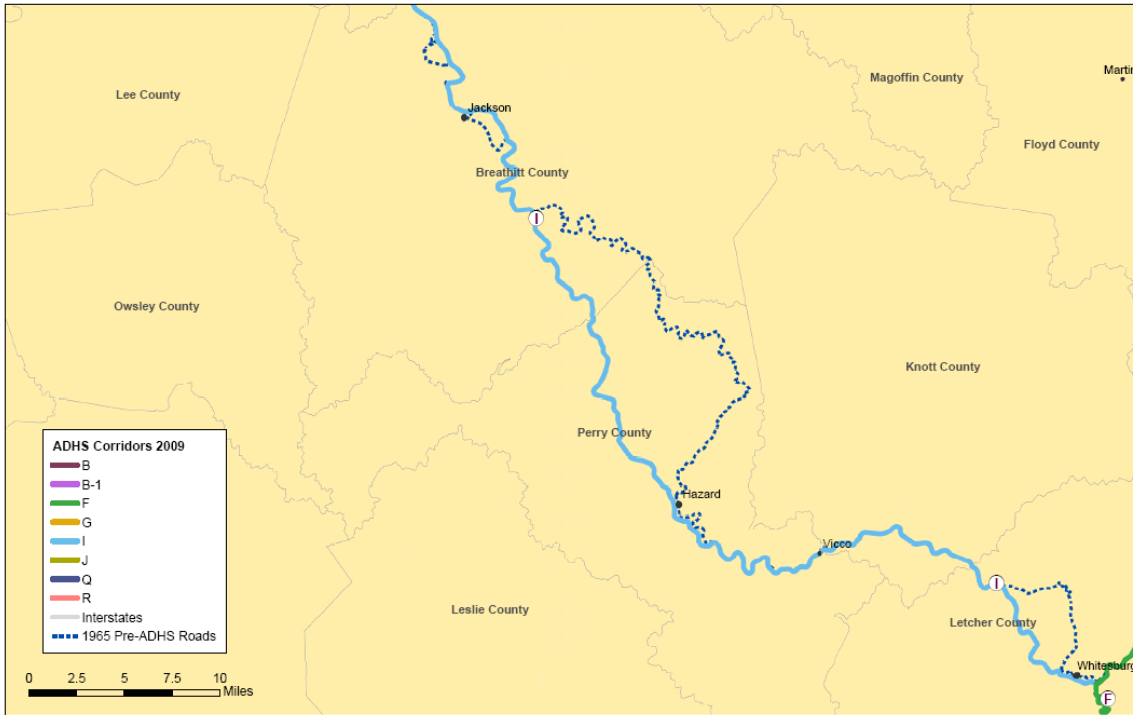 Martin
Magoffin County
Lee County
Jackson
Floyd County
Breathitt County
I
Owsley County
Knott County
Perry County
Hazard
Vicco
I
Leslie County
Letcher County
Whitesburg
F
ADHS Corridors 2009
B
B-1
F
G
I
J
Q
R
Interstates
1965 Pre-ADHS Roads
0 2.5 5 7.5 10
Miles